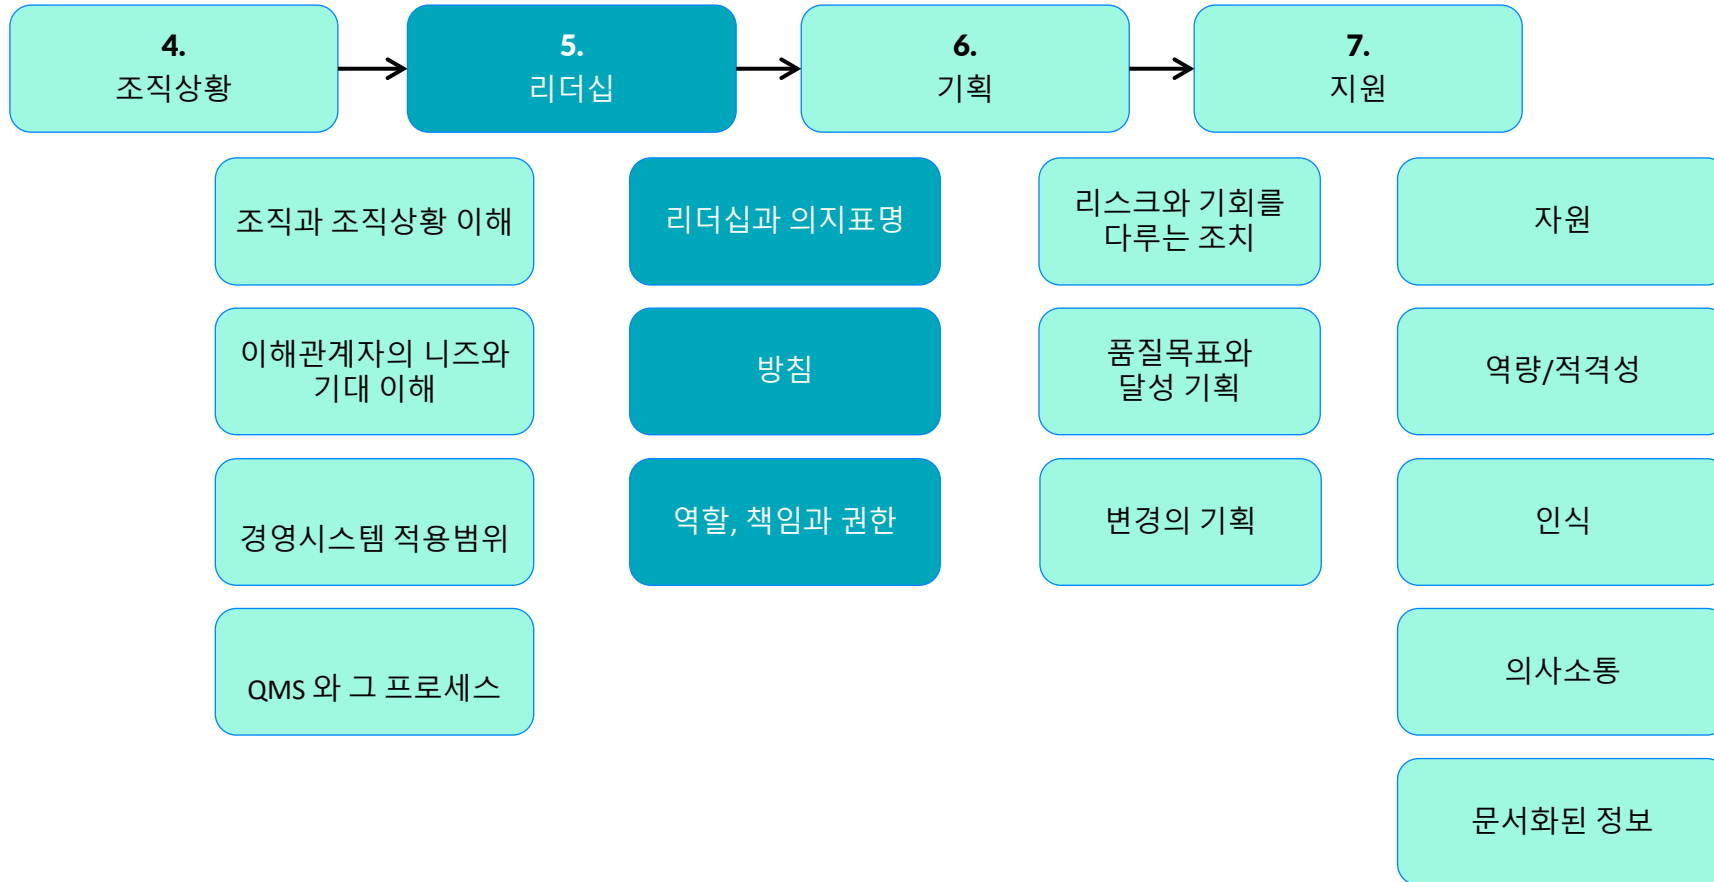 4.
조직상황
5.
리더십
6.
기획
7.
지원
조직과 조직상황 이해
이해관계자의 니즈와
기대 이해
경영시스템 적용범위
QMS 와 그 프로세스
리더십과 의지표명
방침
역할, 책임과 권한
리스크와 기회를
다루는 조치
품질목표와
달성 기획
변경의 기획
자원
역량/적격성
인식
의사소통
문서화된 정보